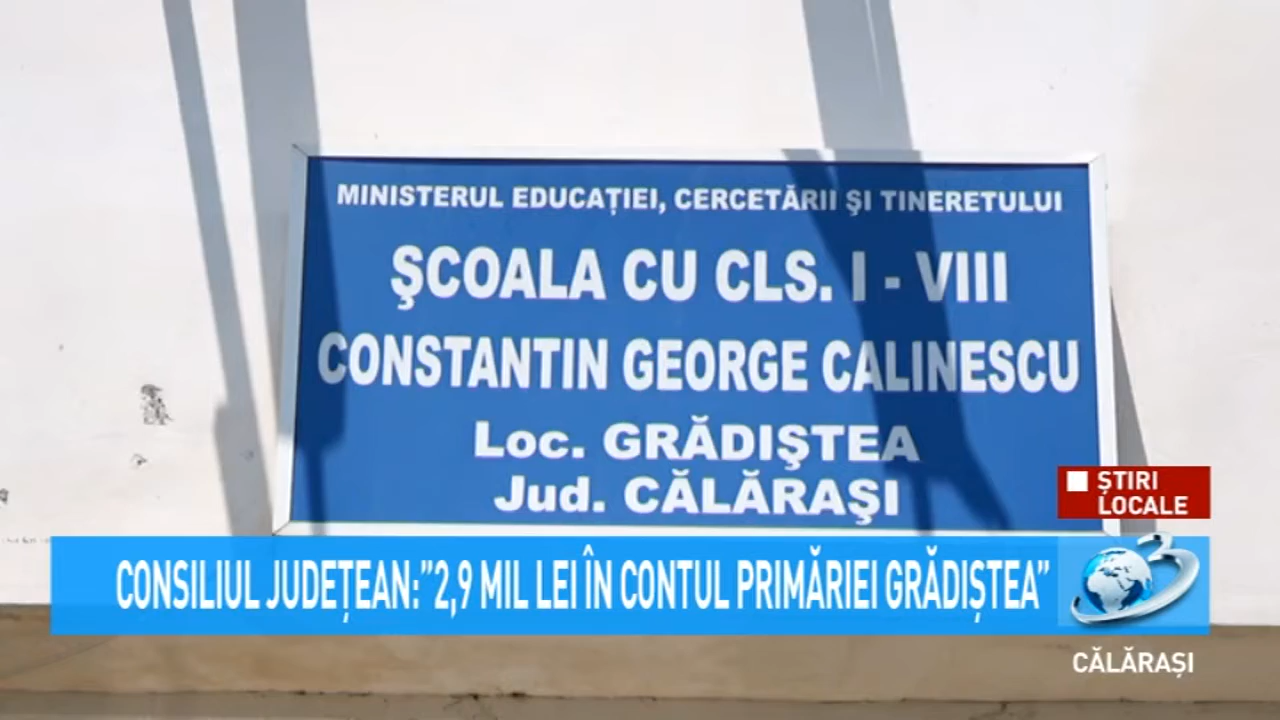 MINISTERUL EDUCAŢIEI, CERCETĂRII ŞI TINERETULUI
ŞCOALA CU CLS. I - VIII
CONSTANTIN GEORGE CALINESCU
Loc. GRĂDIŞTEA
Jud. CĂLĂRAŞI
ȘTIRI
LOCALE
CONSILIUL JUDEȚEAN:”2,9 MIL LEI ÎN CONTUL PRIMĂRIEI GRĂDIȘTEA”
3
CĂLĂRAȘI